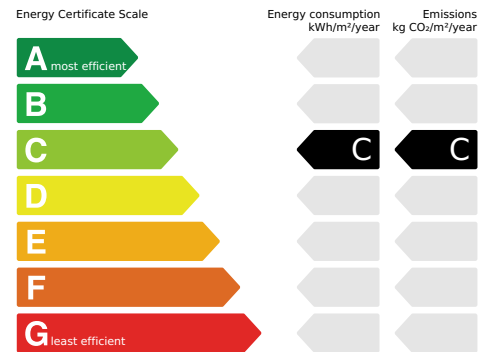 Energy Certificate Scale
Energy consumption
kWh/m²/year
Emissions
kg CO₂/m²/year
A most efficient
B
C
C
C
D
E
F
G least efficient